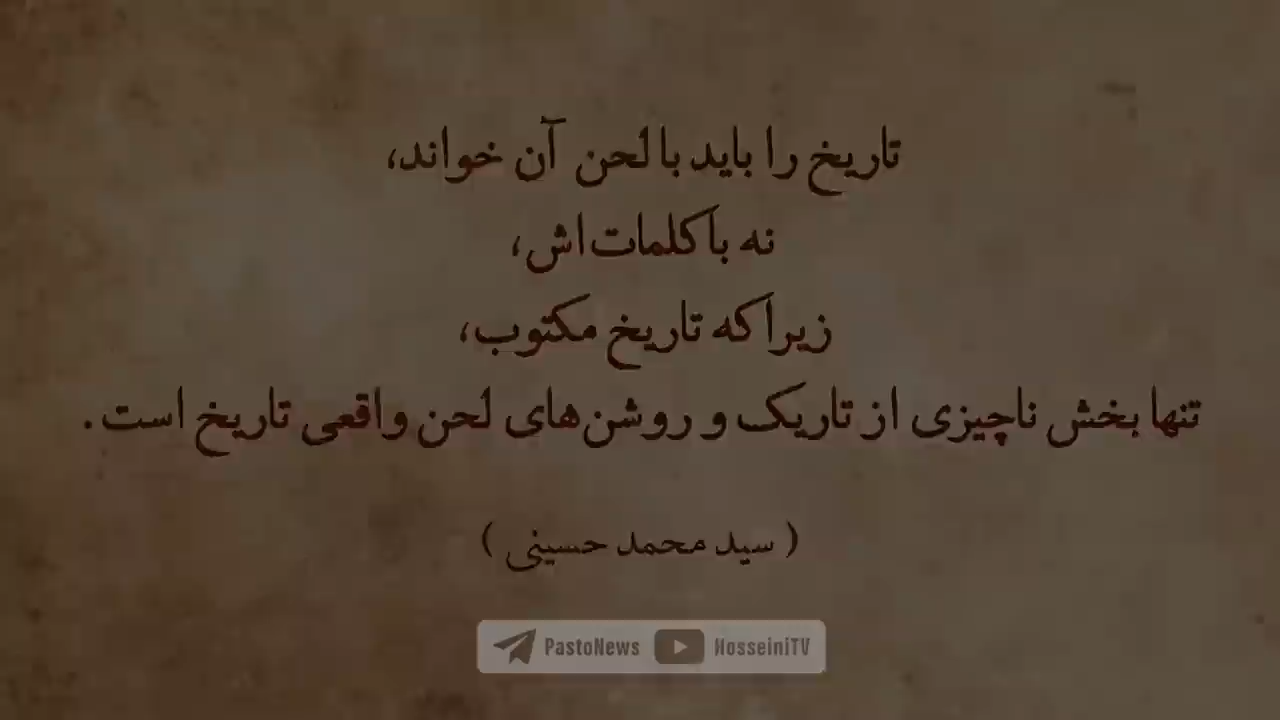 تاریخ را باید با لحن آن خواند،
نه با کلمات‌اش،
زیرا که تاریخ مکتوب،
تنها بخش ناچیزی از تاریک و روشن‌های لحن واقعی تاریخ است.
( سید محمد حسینی )
PastoNews HosseiniTV